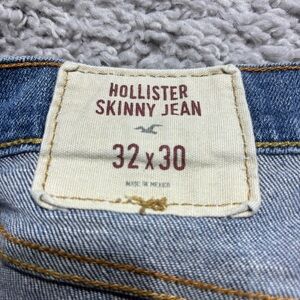 HOLLISTER
SKINNY JEAN
32 x 30
MADE IN MEXICO